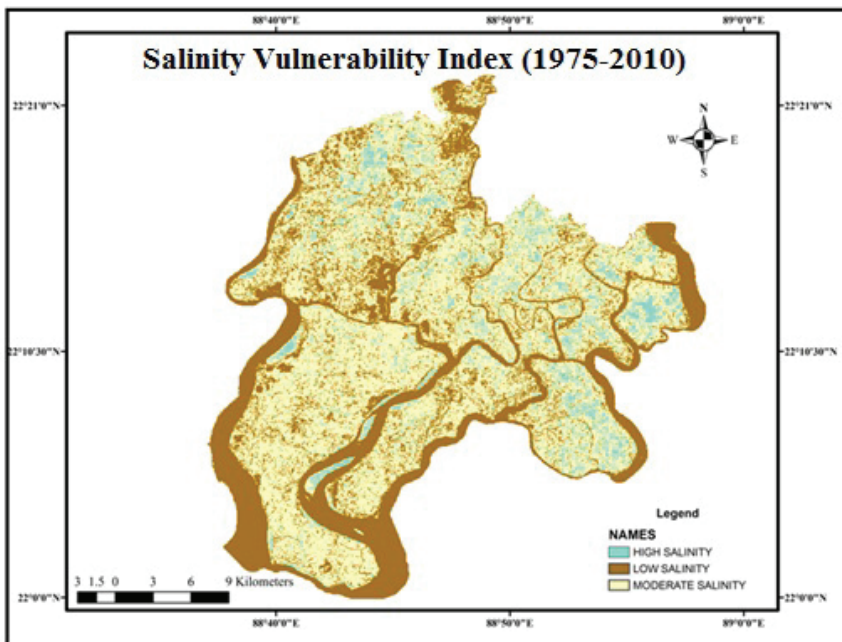 88°40'0"E 88°50'0"E 89°0'0"E
Salinity Vulnerability Index (1975-2010)
22°21'0"N 22°21'0"N
N
W E
S
22°10'30"N 22°10'30"N
Legend
NAMES
HIGH SALINITY
LOW SALINITY
MODERATE SALINITY
3 1.5 0 3 6 9 Kilometers
22°0'0"N 22°0'0"N
88°40'0"E 88°50'0"E 89°0'0"E